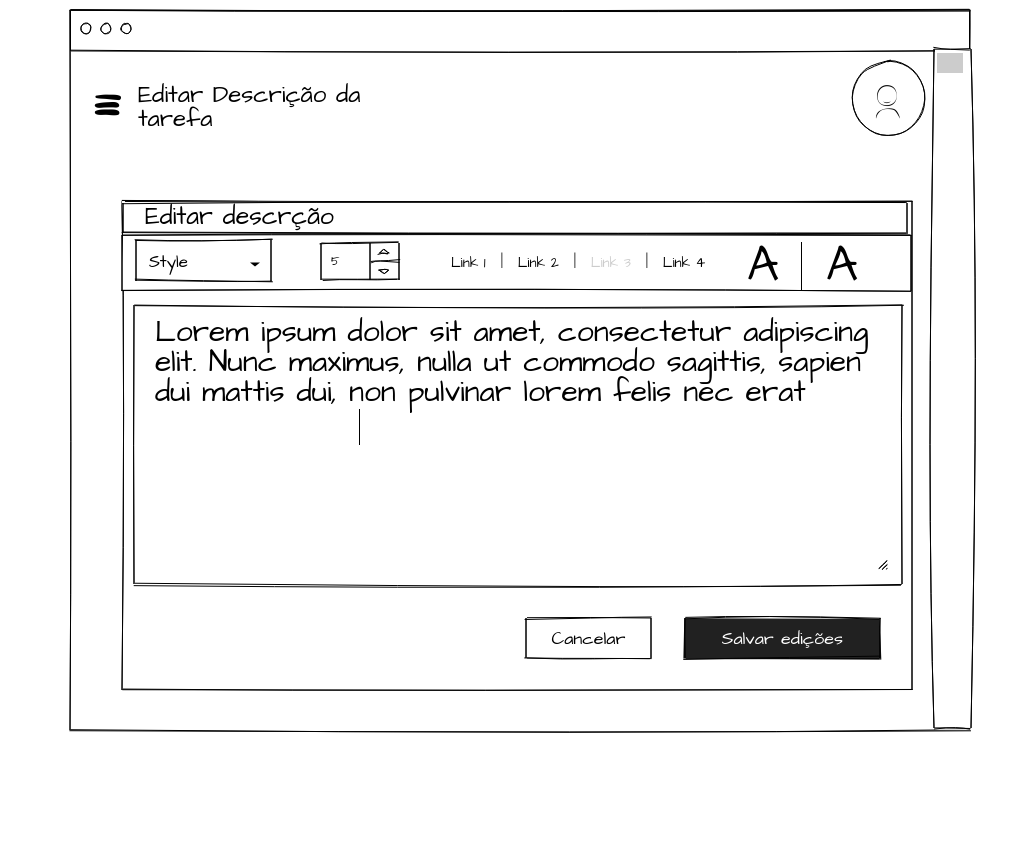 Editar Descrição da
tarefa
Editar descrção
Style 5 Link 1 Link 2 Link 3 Link 4 A A
Lorem ipsum dolor sit amet, consectetur adipiscing
elit. Nunc maximus, nulla ut commodo sagittis, sapien
dui mattis dui, non pulvinar lorem felis nec erat
Cancelar Salvar edições